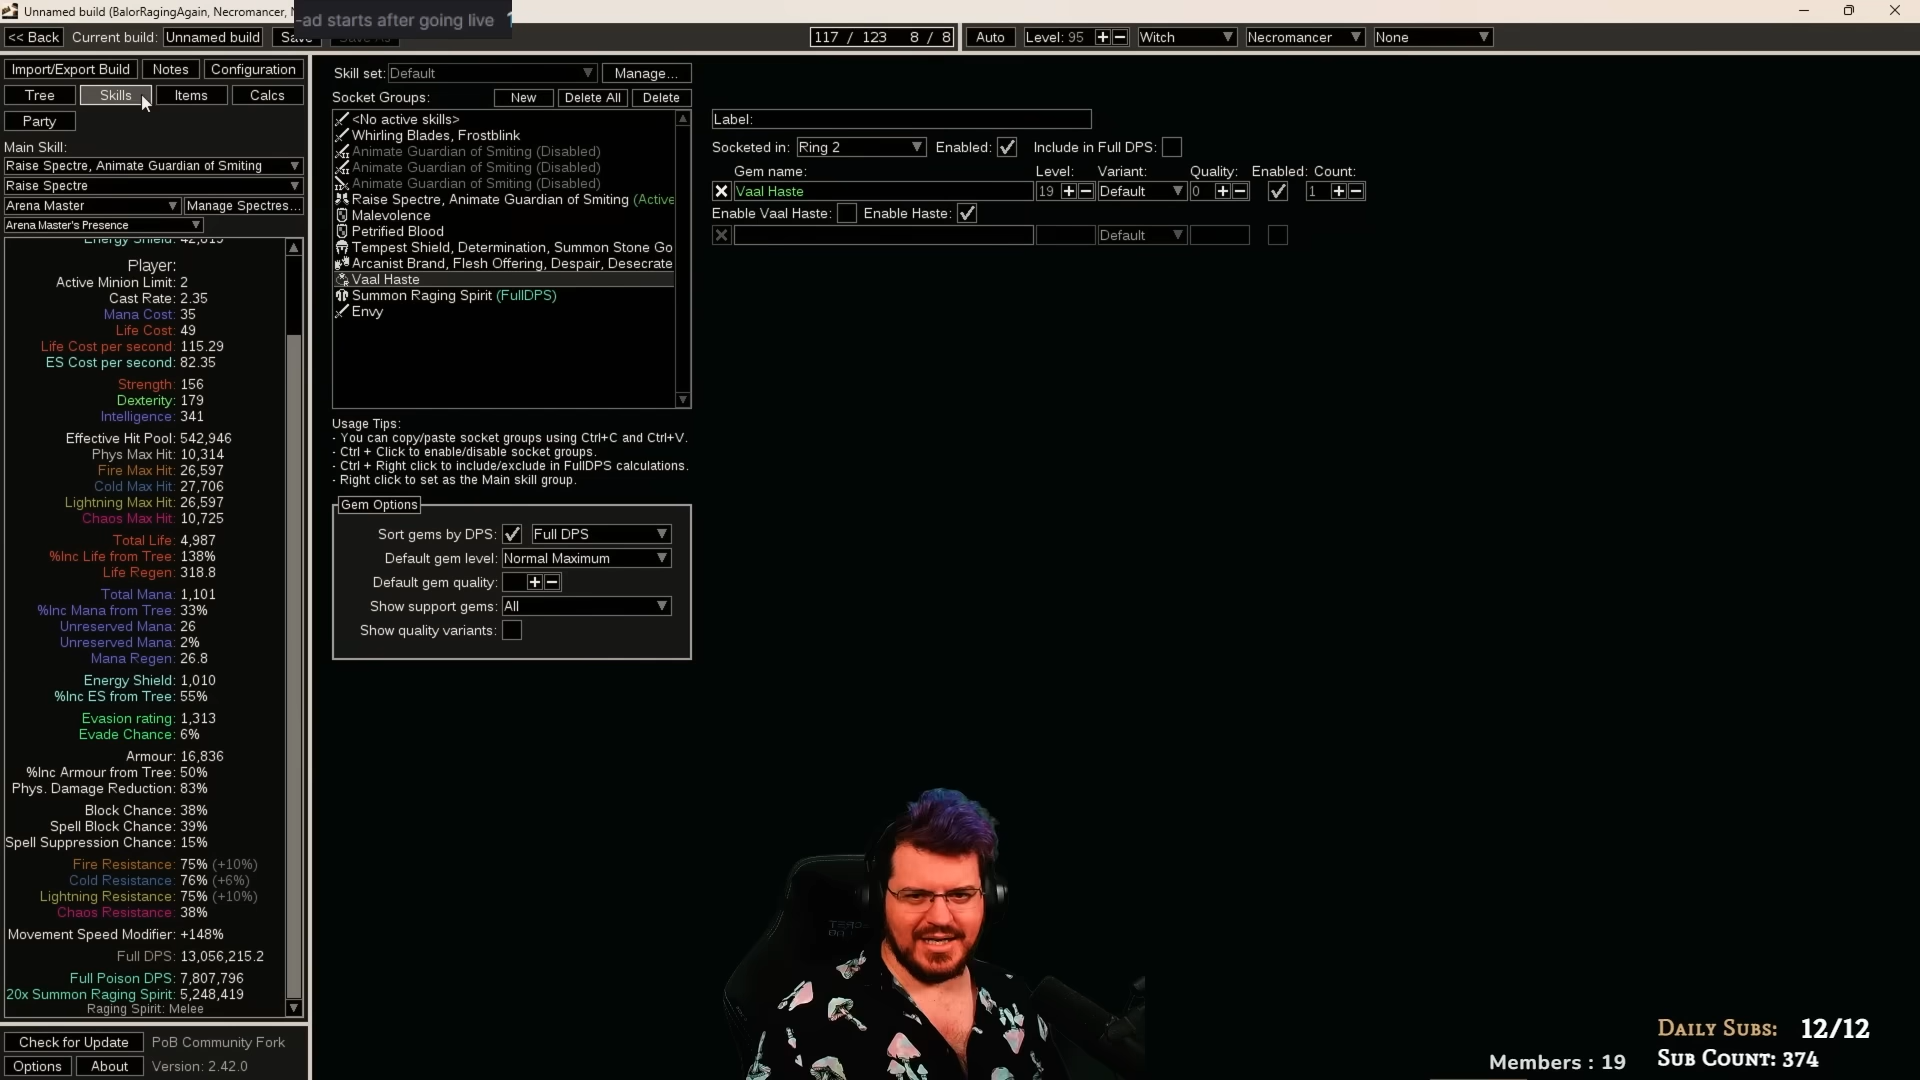 Unnamed build (BalorRagingAgain, Necromancer,
-ad starts after going live
<< Back
Current build:
Unnamed build
Save
117 / 123 8 / 8
Auto
Level: 95
Witch
Necromancer
None
Import/Export Build
Notes
Configuration
Tree
Skills
Items
Calcs
Party
Main Skill:
Raise Spectre, Animate Guardian of Smiting
Raise Spectre
Arena Master
Manage Spectres...
Arena Master's Presence
Energy Shield: 42,619
Player:
Active Minion Limit: 2
Cast Rate: 2.35
Mana Cost: 35
Life Cost: 49
Life Cost per second: 115.29
ES Cost per second: 82.35
Strength: 156
Dexterity: 179
Intelligence: 341
Effective Hit Pool: 542,946
Phys Max Hit: 10,314
Fire Max Hit: 26,597
Cold Max Hit: 27,706
Lightning Max Hit: 26,597
Chaos Max Hit: 10,725
Total Life: 4,987
%Inc Life from Tree: 138%
Life Regen: 318.8
Total Mana: 1,101
%Inc Mana from Tree: 33%
Unreserved Mana: 26
Unreserved Mana: 2%
Mana Regen: 26.8
Energy Shield: 1,010
%Inc ES from Tree: 55%
Evasion rating: 1,313
Evade Chance: 6%
Armour: 16,836
%Inc Armour from Tree: 50%
Phys. Damage Reduction: 83%
Block Chance: 38%
Spell Block Chance: 39%
Spell Suppression Chance: 15%
Fire Resistance: 75% (+10%)
Cold Resistance: 76% (+6%)
Lightning Resistance: 75% (+10%)
Chaos Resistance: 38%
Movement Speed Modifier: +148%
Full DPS: 13,056,215.2
Full Poison DPS: 7,807,796
20x Summon Raging Spirit: 5,248,419
Raging Spirit: Melee
Check for Update
PoB Community Fork
Options
About
Version: 2.42.0
Skill set: Default
Manage...
Socket Groups:
New
Delete All
Delete
<No active skills>
Whirling Blades, Frostblink
Animate Guardian of Smiting (Disabled)
Animate Guardian of Smiting (Disabled)
Animate Guardian of Smiting (Disabled)
Raise Spectre, Animate Guardian of Smiting (Active
Malevolence
Petrified Blood
Tempest Shield, Determination, Summon Stone Go
Arcanist Brand, Flesh Offering, Despair, Desecrate
Vaal Haste
Summon Raging Spirit (FullDPS)
Envy
Usage Tips:
- You can copy/paste socket groups using Ctrl+C and Ctrl+V.
- Ctrl + Click to enable/disable socket groups.
- Ctrl + Right click to include/exclude in FullDPS calculations.
- Right click to set as the Main skill group.
Gem Options
Sort gems by DPS:
Full DPS
Default gem level: Normal Maximum
Default gem quality:
Show support gems: All
Show quality variants:
Label:
Socketed in: Ring 2
Enabled:
Include in Full DPS:
Gem name:
Level:
Variant:
Quality:
Enabled:
Count:
Vaal Haste
19
Default
0
1
Enable Vaal Haste:
Enable Haste:
Default
Daily Subs: 12/12
Members : 19
Sub Count: 374